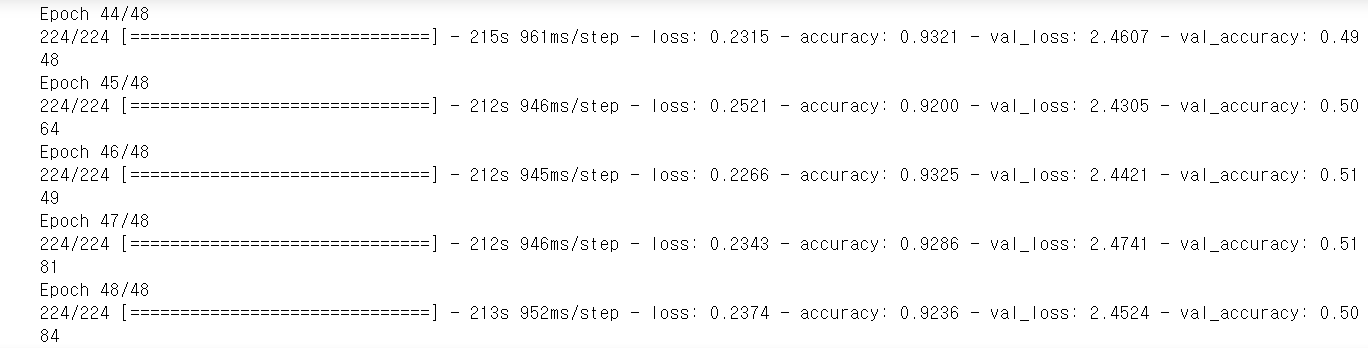 Epoch 44/48
224/224 [==============================] - 215s 961ms/step - loss: 0.2315 - accuracy: 0.9321 - val_loss: 2.4607 - val_accuracy: 0.49
48
Epoch 45/48
224/224 [==============================] - 212s 946ms/step - loss: 0.2521 - accuracy: 0.9200 - val_loss: 2.4305 - val_accuracy: 0.50
64
Epoch 46/48
224/224 [==============================] - 212s 945ms/step - loss: 0.2266 - accuracy: 0.9325 - val_loss: 2.4421 - val_accuracy: 0.51
49
Epoch 47/48
224/224 [==============================] - 212s 946ms/step - loss: 0.2343 - accuracy: 0.9286 - val_loss: 2.4741 - val_accuracy: 0.51
81
Epoch 48/48
224/224 [==============================] - 213s 952ms/step - loss: 0.2374 - accuracy: 0.9236 - val_loss: 2.4524 - val_accuracy: 0.50
84